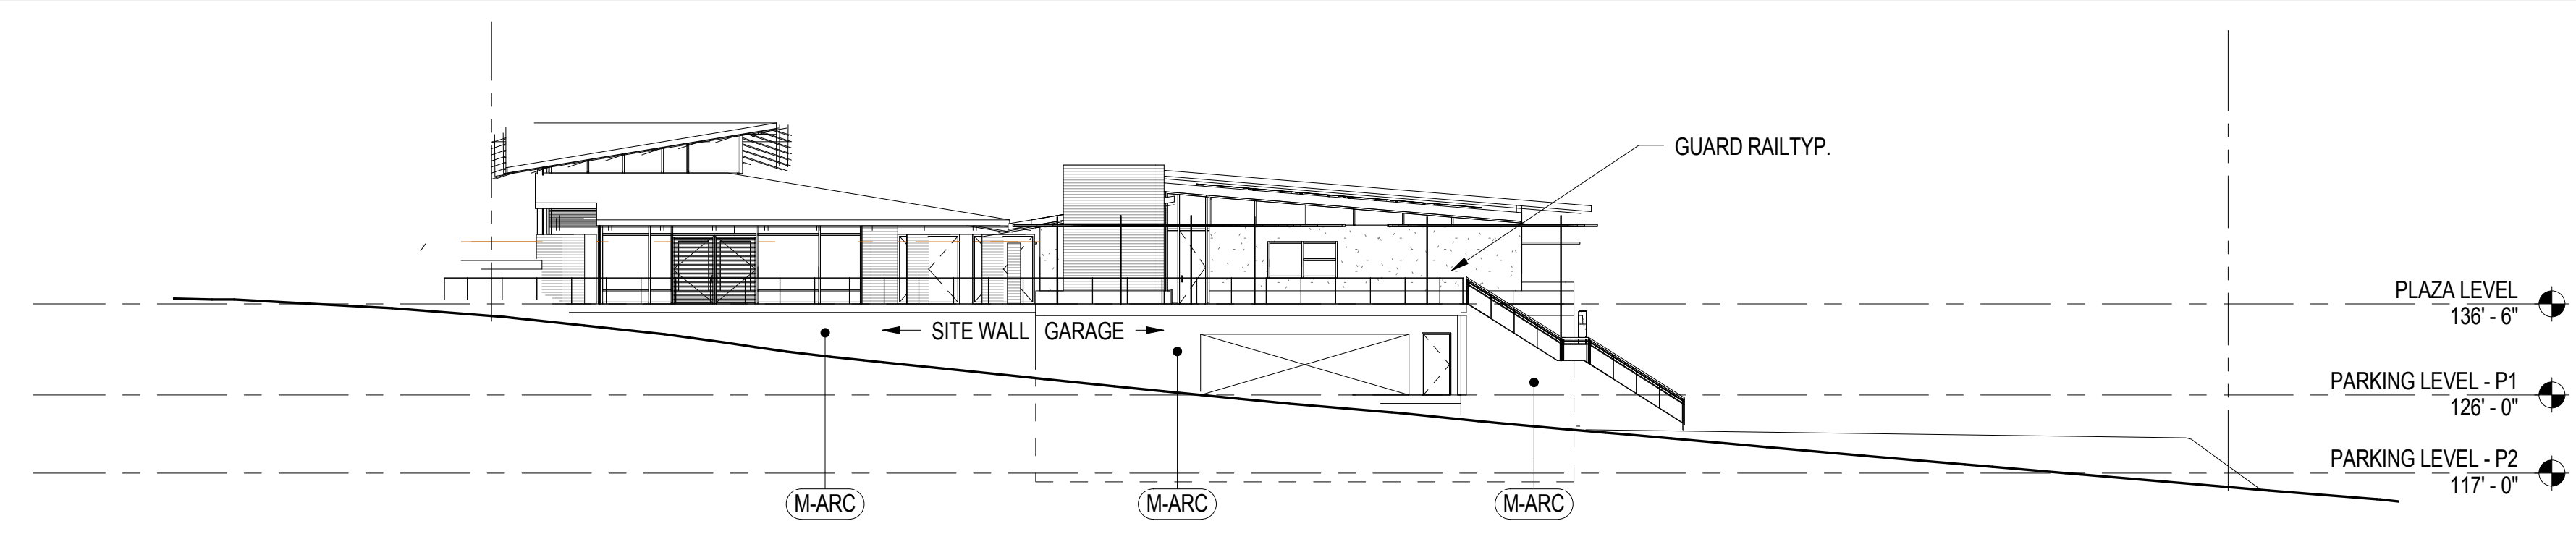 GUARD RAILTYP.
PLAZA LEVEL
136' - 6"
SITE WALL
GARAGE
PARKING LEVEL - P1
126' - 0"
PARKING LEVEL - P2
117' - 0"
M-ARC
M-ARC
M-ARC